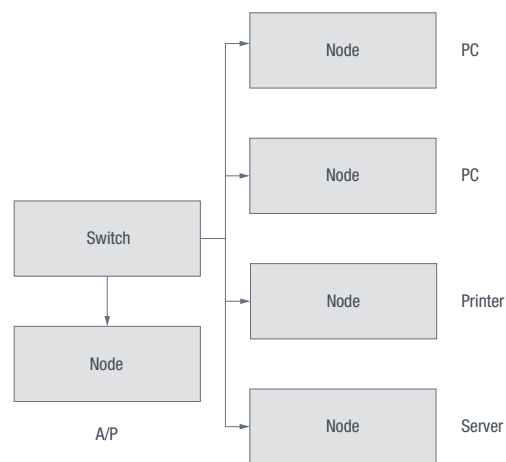 Node PC
Node PC
Switch
Node Printer
Node
A/P
Node Server